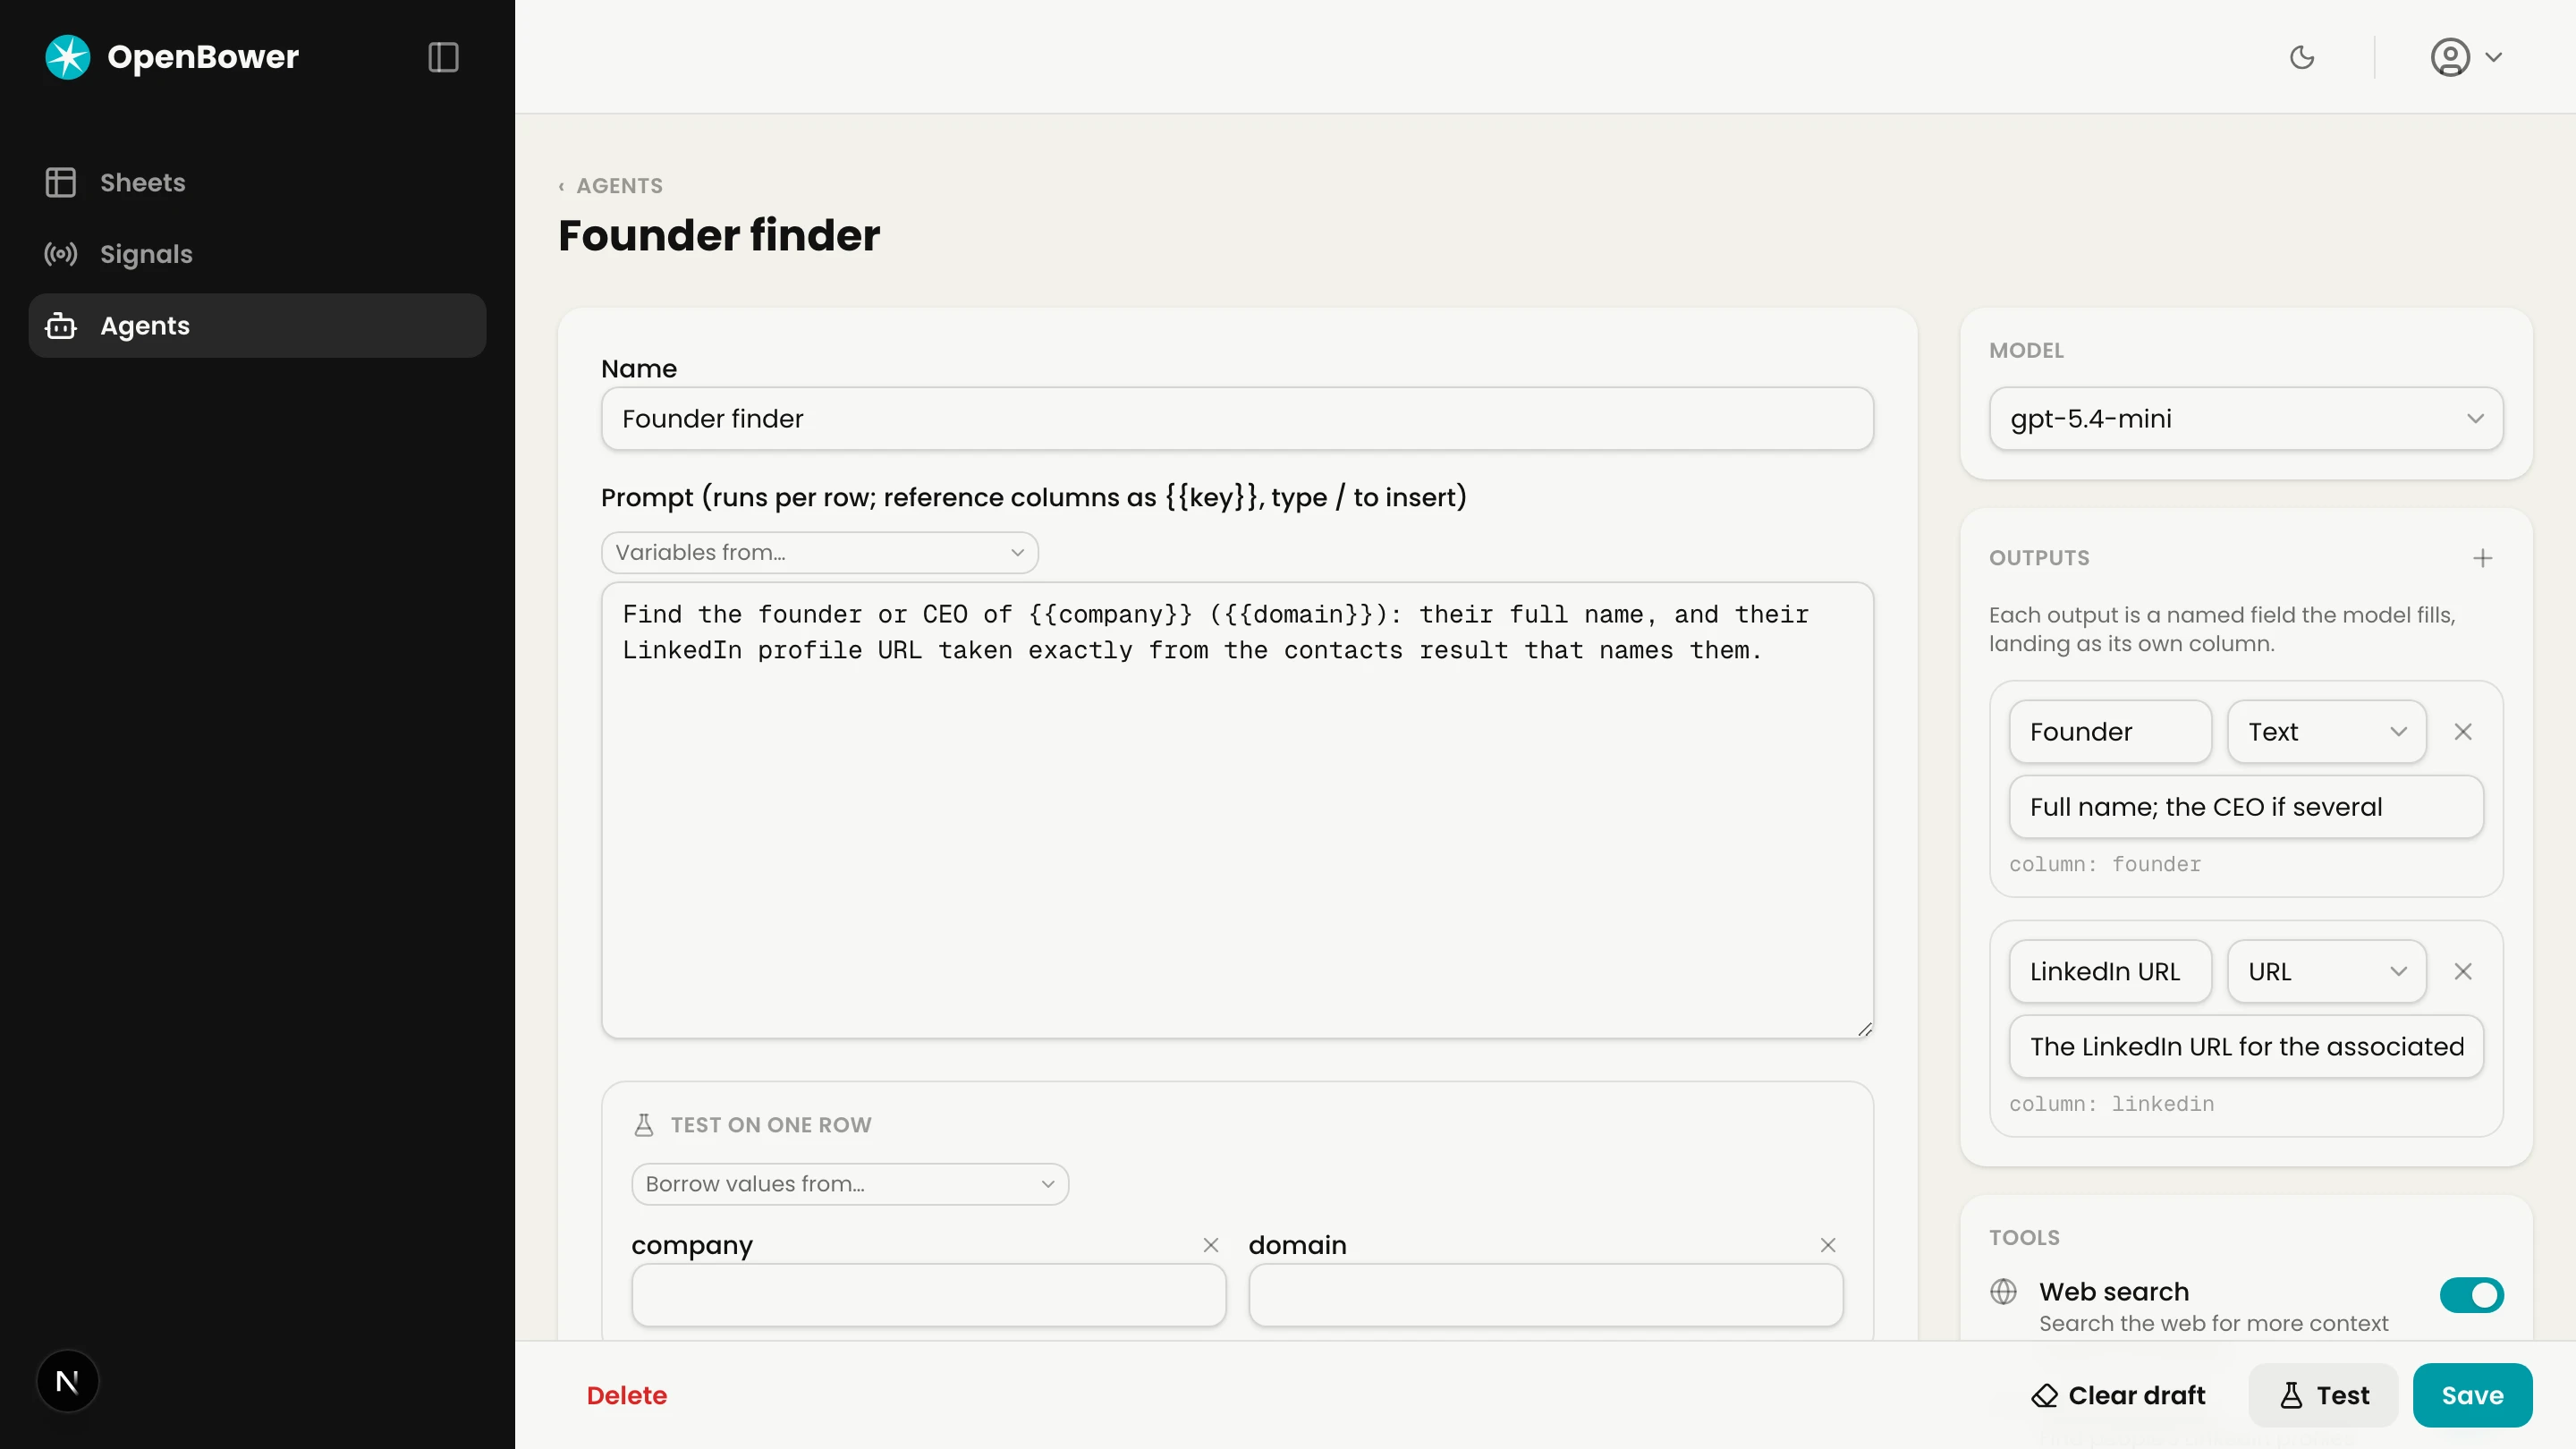 OpenBower
Sheets
Signals
Agents
N
‹ AGENTS
Founder finder
Name
Founder finder
Prompt (runs per row; reference columns as {{key}}, type / to insert)
Variables from...
Find the founder or CEO of {{company}} ({{domain}}): their full name, and their
LinkedIn profile URL taken exactly from the contacts result that names them.
TEST ON ONE ROW
Borrow values from...
company
domain
MODEL
gpt-5.4-mini
OUTPUTS
Each output is a named field the model fills,
landing as its own column.
Founder
Text
Full name; the CEO if several
column: founder
LinkedIn URL
URL
The LinkedIn URL for the associated
column: linkedin
TOOLS
Web search
Search the web for more context
Delete
Clear draft
Test
Save